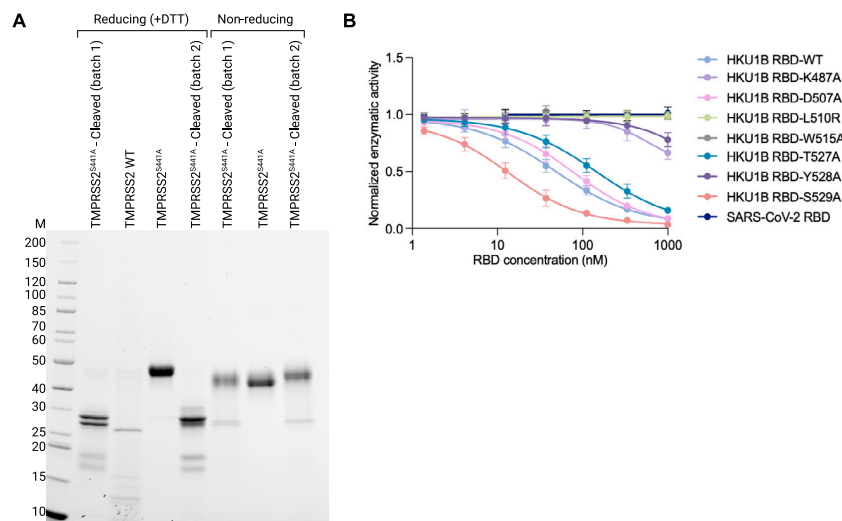 A
Reducing (+DTT)
Non-reducing
TMPRSS2S441A - Cleaved (batch 1)
TMPRSS2 WT
TMPRSS2S441A
TMPRSS2S441A - Cleaved (batch 2)
TMPRSS2S441A - Cleaved (batch 1)
TMPRSS2S441A
TMPRSS2S441A - Cleaved (batch 2)
M
200
150
120
100
85
70
60
50
40
30
25
20
15
10
B
Normalized enzymatic activity
1.5
1.0
0.5
0.0
1
10
100
1000
RBD concentration (nM)
HKU1B RBD-WT
HKU1B RBD-K487A
HKU1B RBD-D507A
HKU1B RBD-L510R
HKU1B RBD-W515A
HKU1B RBD-T527A
HKU1B RBD-Y528A
HKU1B RBD-S529A
SARS-CoV-2 RBD